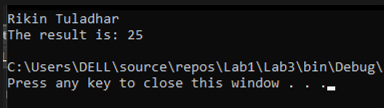 Rikin Tuladhar
The result is: 25
C:\Users\DELL\source\repos\Lab1\Lab3\bin\Debug\
Press any key to close this window . . .